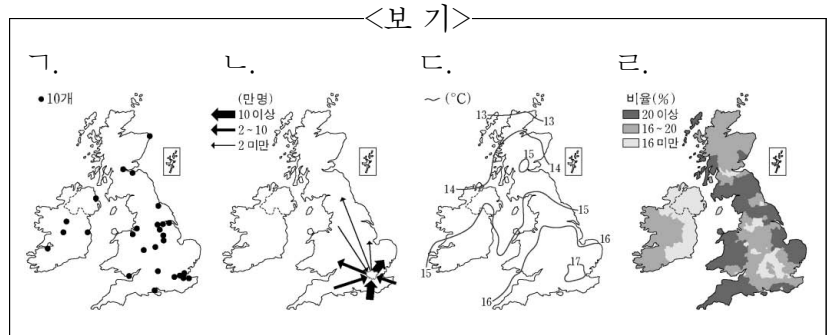 <보 기>
ㄱ. ㄴ. ㄷ. ㄹ.
● 10개
(만명)
10 이상
2~10
2 미만
(℃)
13
13
15
14
14
15
16
17
15
16
비율(%)
20 이상
16~20
16 미만